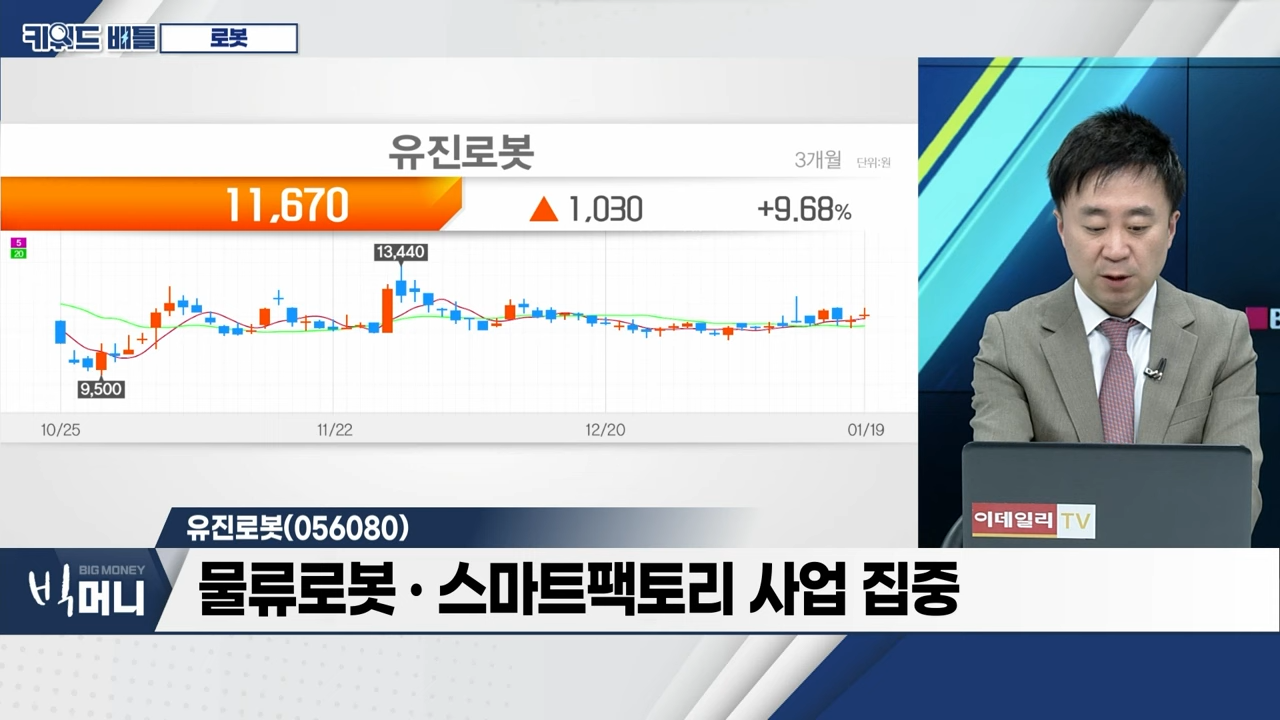 키워드 배틀
로봇
유진로봇
3개월 단위:원
11,670 ▲ 1,030 +9.68%
5
20
13,440
9,500
10/25 11/22 12/20 01/19
이데일리 TV
유진로봇(056080)
BIG MONEY
빅머니
물류로봇·스마트팩토리 사업 집중